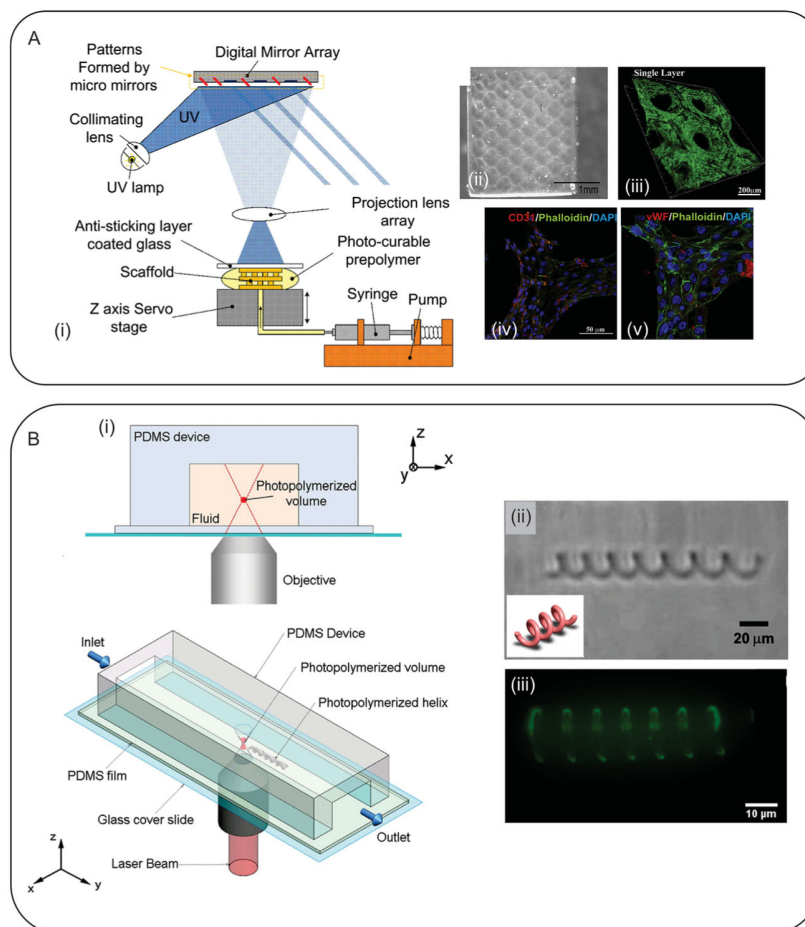 A
Patterns
Formed by
micro mirrors
Digital Mirror Array
UV
Collimating
lens
UV lamp
Projection lens
array
Anti-sticking layer
coated glass
Photo-curable
prepolymer
Scaffold
Z axis Servo
stage
Syringe
Pump
(i)
1mm
(ii)
Single Layer
200μm
(iii)
CD31/Phalloidin/DAPI
50 μm
(iv)
vWF/Phalloidin/DAPI
(v)
B
(i)
PDMS device
Photopolymerized
volume
Fluid
Objective
z
y
x
PDMS Device
Inlet
Photopolymerized volume
Photopolymerized helix
PDMS film
Glass cover slide
Outlet
Laser Beam
z
x
y
(ii)
20 μm
(iii)
10 μm